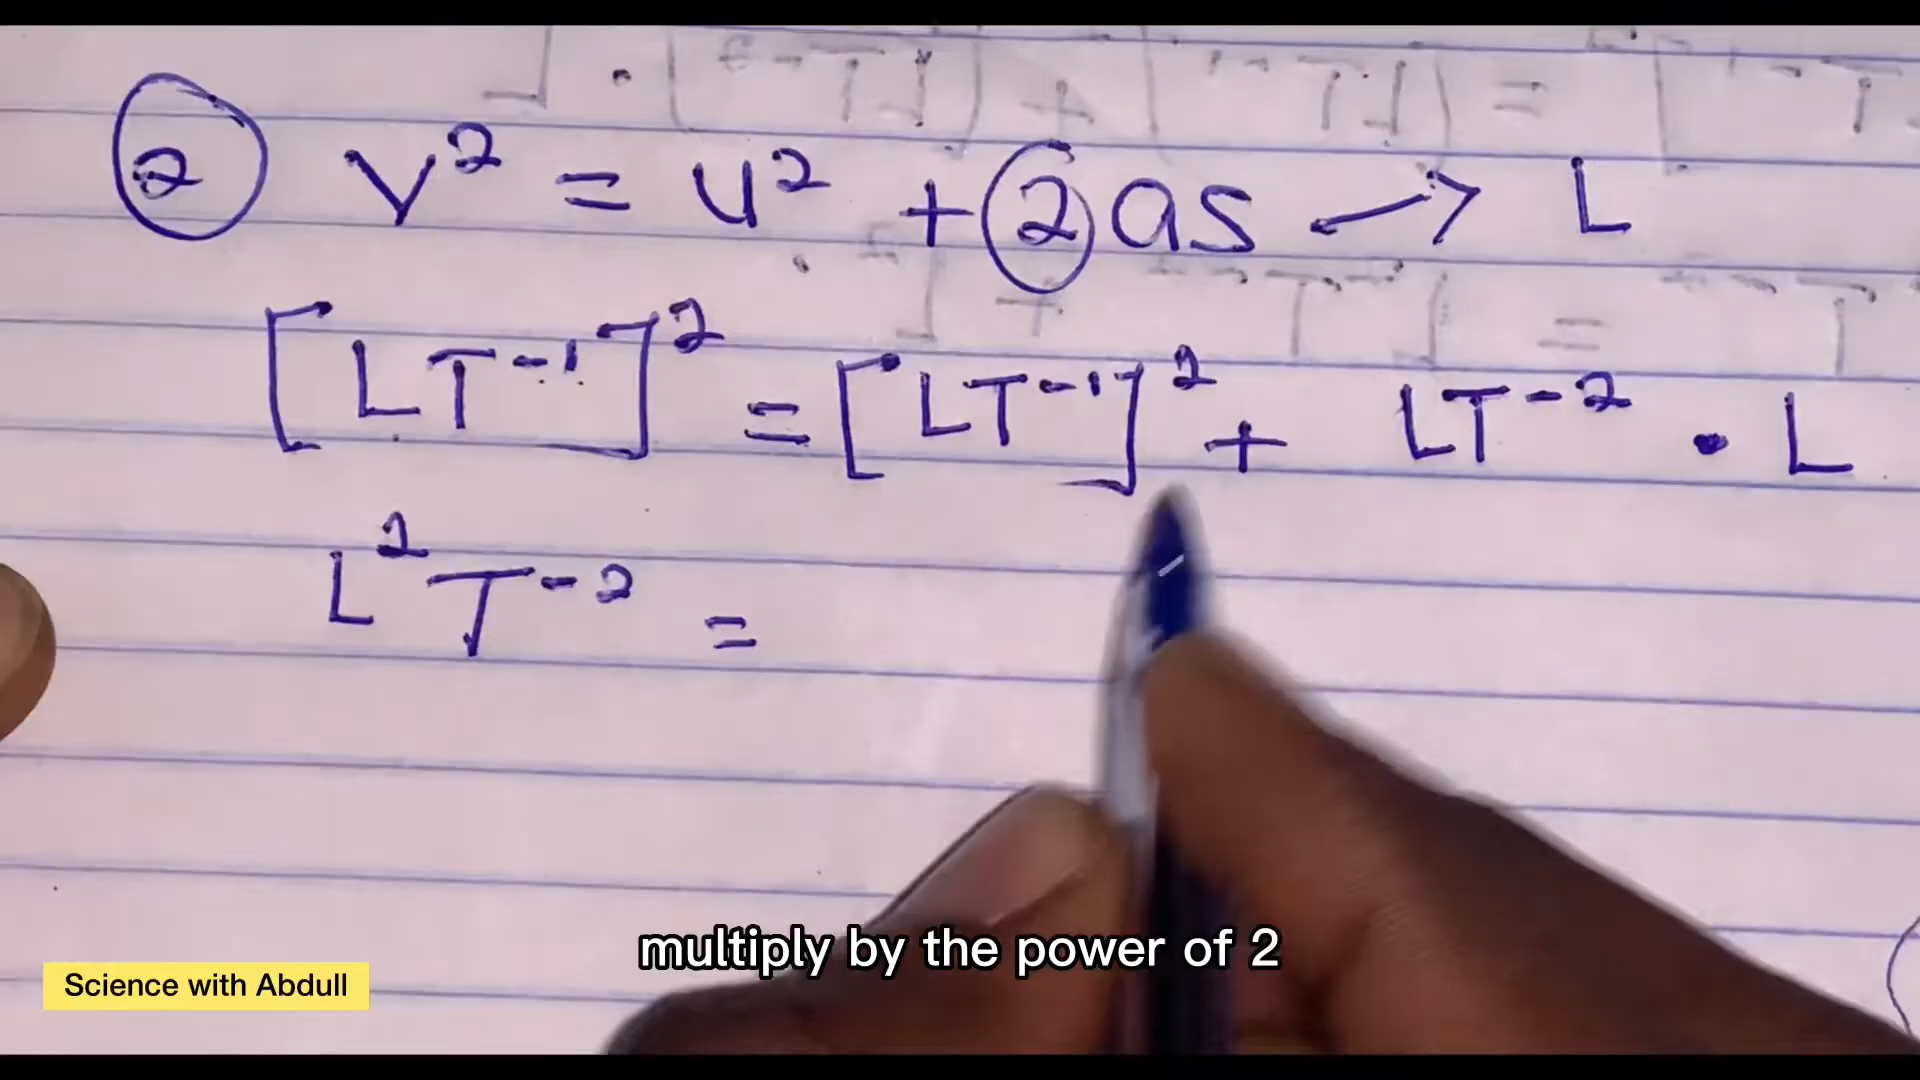 ② v² = u² + ②as → L
[LT⁻¹]² = [LT⁻¹]² + LT⁻² · L
L²T⁻² =
multiply by the power of 2
Science with Abdull